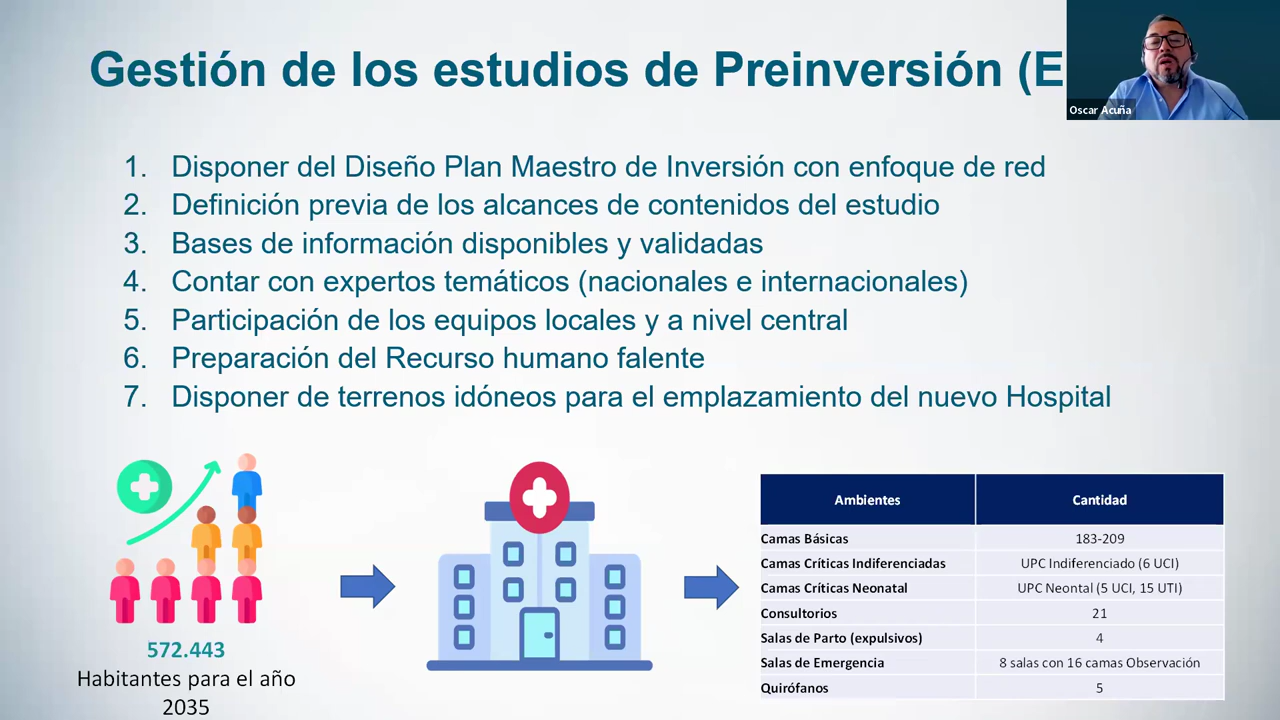 Gestión de los estudios de Preinversión (E
Oscar Acuña
1. Disponer del Diseño Plan Maestro de Inversión con enfoque de red
2. Definición previa de los alcances de contenidos del estudio
3. Bases de información disponibles y validadas
4. Contar con expertos temáticos (nacionales e internacionales)
5. Participación de los equipos locales y a nivel central
6. Preparación del Recurso humano falente
7. Disponer de terrenos idóneos para el emplazamiento del nuevo Hospital
572.443
Habitantes para el año
2035
Ambientes Cantidad
Camas Básicas 183-209
Camas Críticas Indiferenciadas UPC Indiferenciado (6 UCI)
Camas Críticas Neonatal UPC Neontal (5 UCI, 15 UTI)
Consultorios 21
Salas de Parto (expulsivos) 4
Salas de Emergencia 8 salas con 16 camas Observación
Quirófanos 5